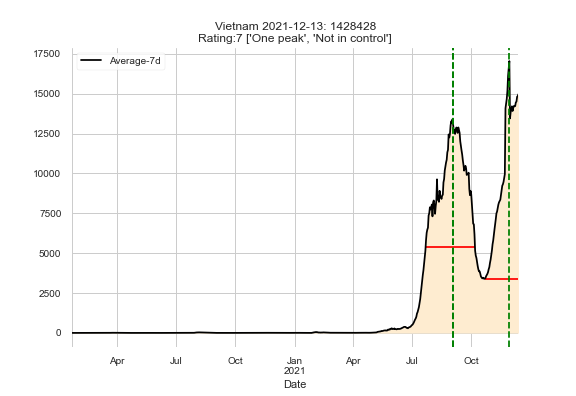 Vietnam 2021-12-13: 1428428
Rating:7 ['One peak', 'Not in control']
Average-7d
17500
15000
12500
10000
7500
5000
2500
0
Apr Jul Oct Jan Apr Jul Oct
2021
Date